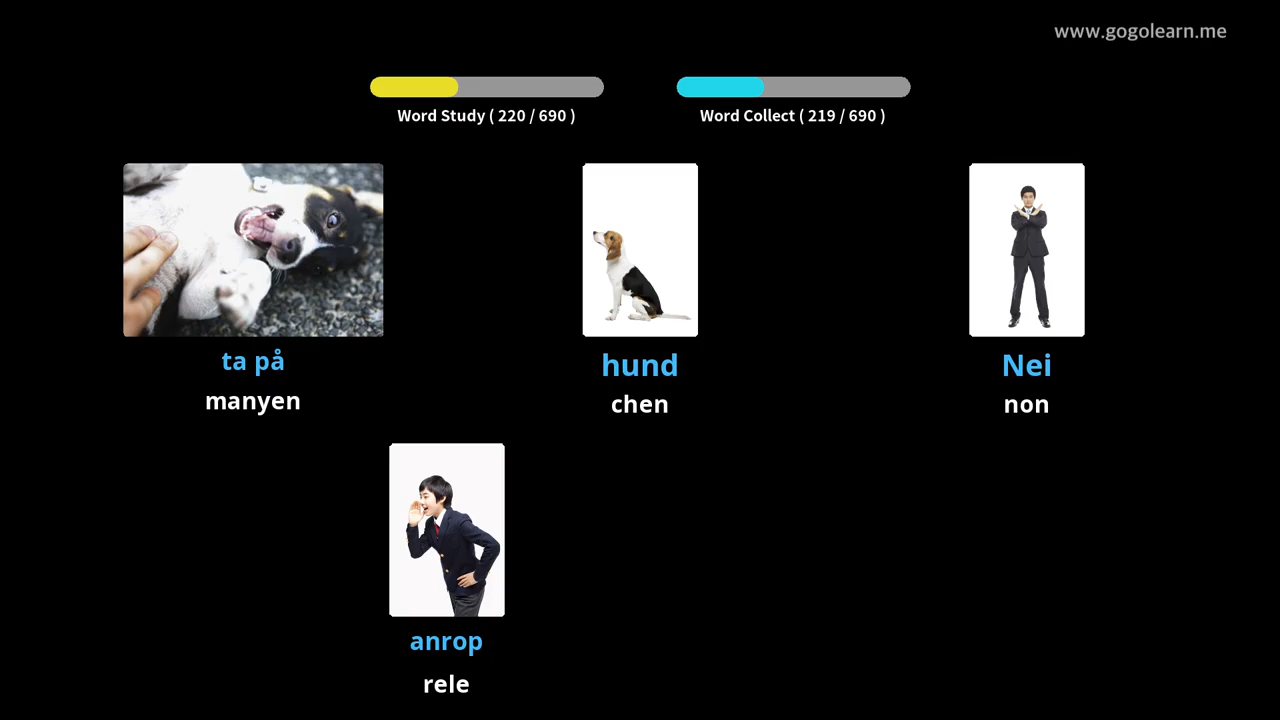 www.gogolearn.me
Word Study ( 220 / 690 )
Word Collect ( 219 / 690 )
ta på
manyen
hund
chen
Nei
non
anrop
rele